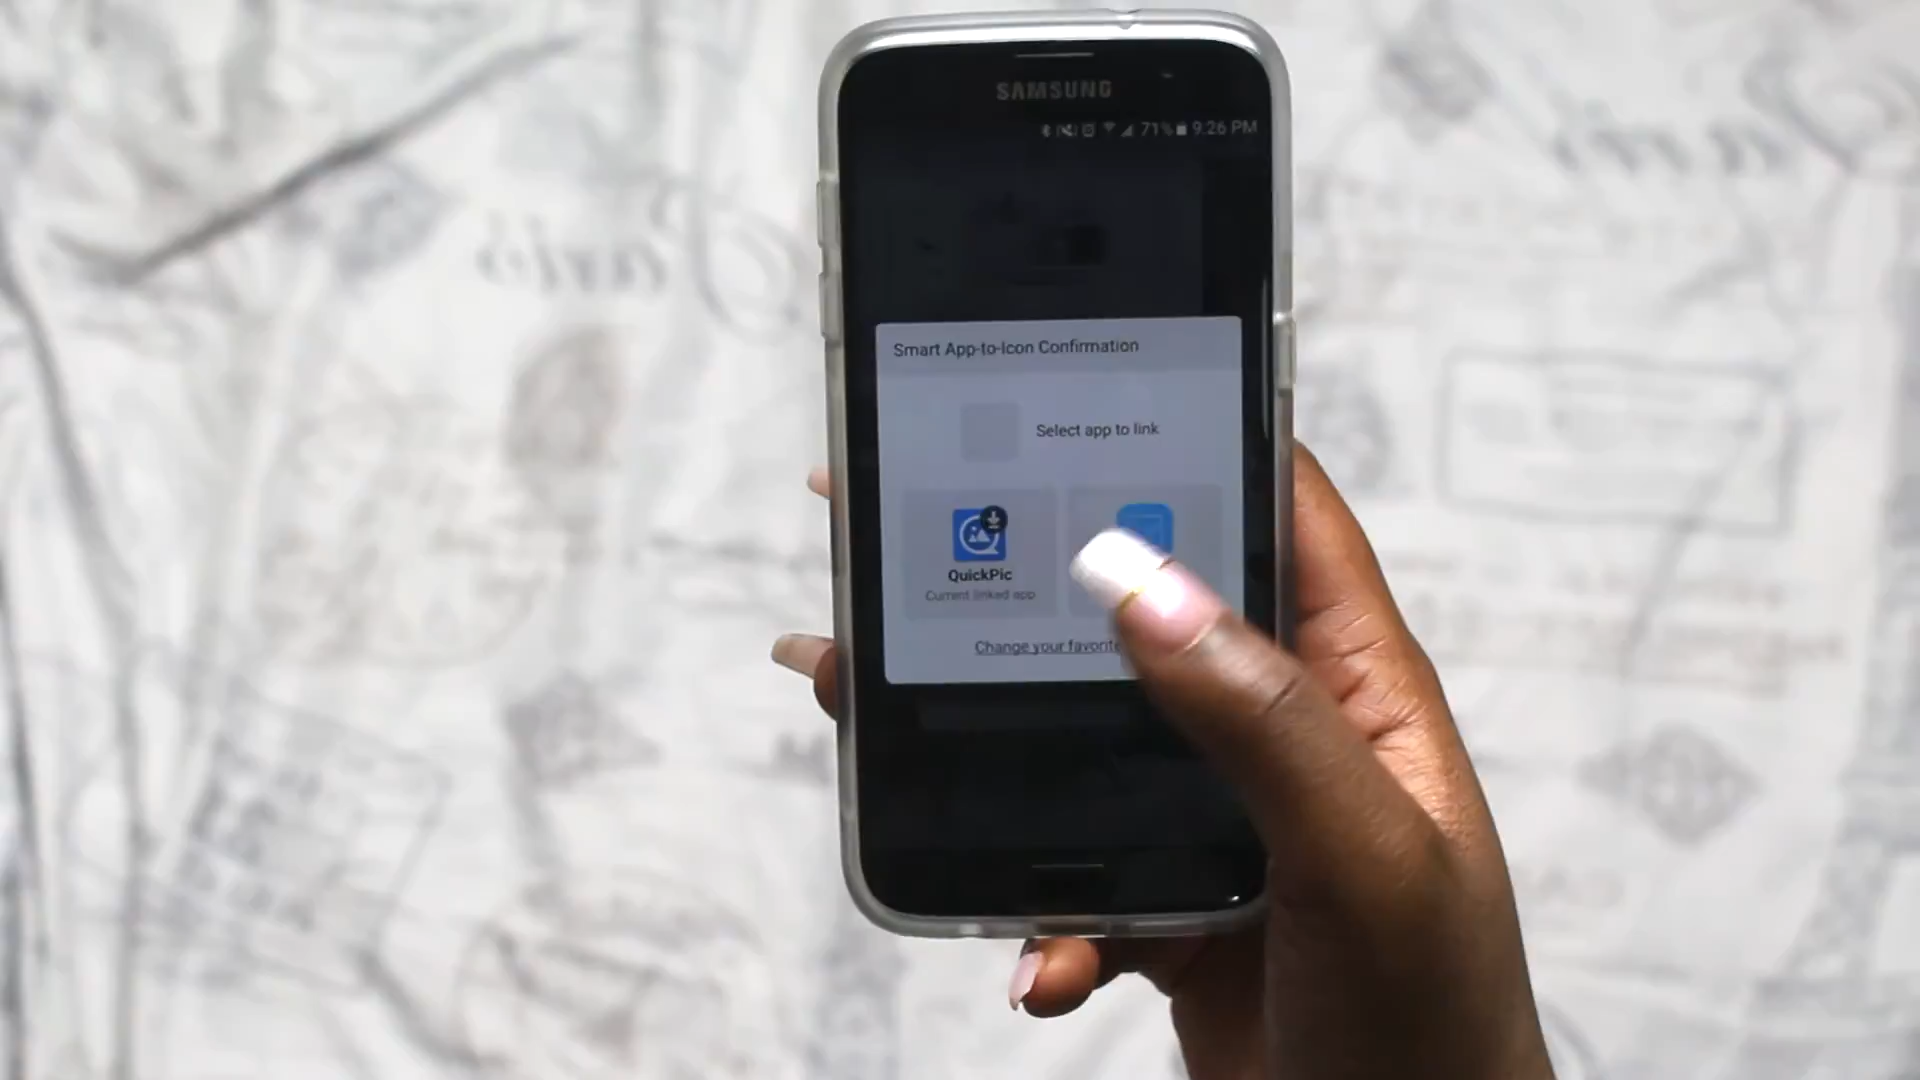 SAMSUNG
71% 9:26 PM
Smart App-to-Icon Confirmation
Select app to link
QuickPic
Current linked app
Change your favorite